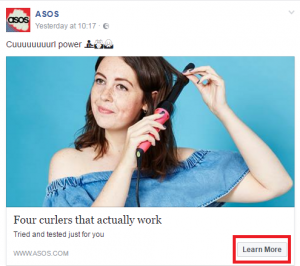 asos
ASOS
Yesterday at 10:17 ·
Cuuuuuuuurl power
Four curlers that actually work
Tried and tested just for you
WWW.ASOS.COM
Learn More